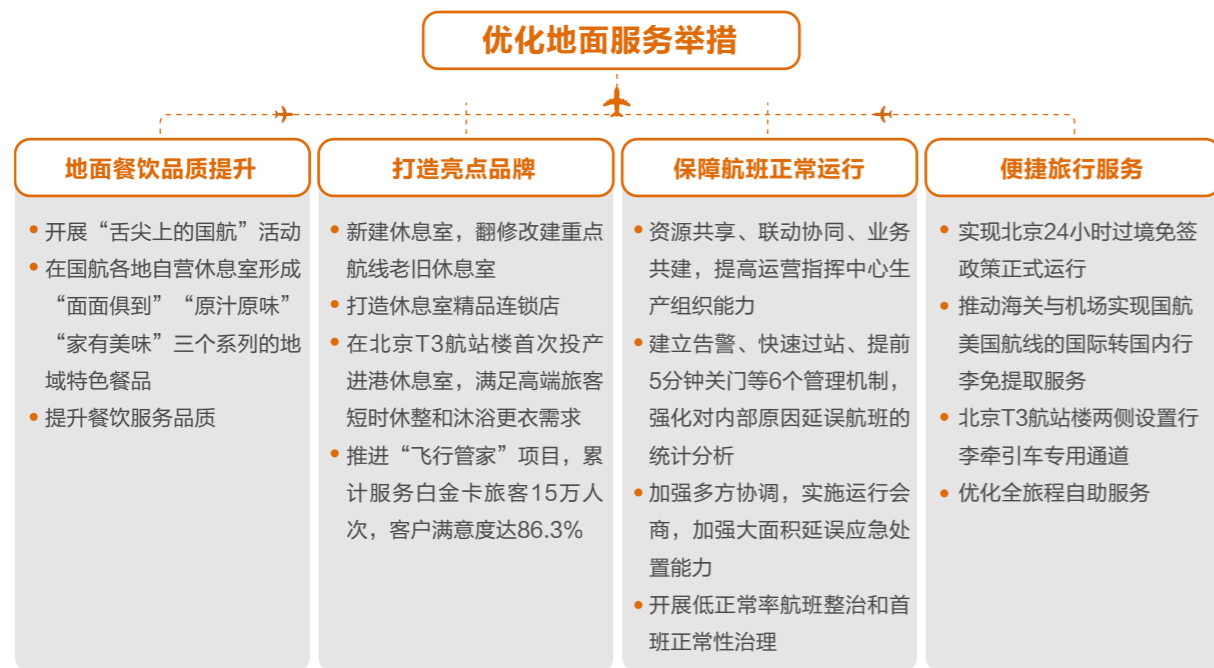 优化地面服务举措
地面餐饮品质提升
• 开展“舌尖上的国航”活动
• 在国航各地自营休息室形成
“面面俱到”“原汁原味”
“家有美味”三个系列的地
域特色餐品
• 提升餐饮服务品质
打造亮点品牌
• 新建休息室，翻修改建重点
航线老旧休息室
• 打造休息室精品连锁店
• 在北京T3航站楼首次投产
进港休息室，满足高端旅客
短时休整和沐浴更衣需求
• 推进“飞行管家”项目，累
计服务白金卡旅客15万人
次，客户满意度达86.3%
保障航班正常运行
• 资源共享、联动协同、业务
共建，提高运营指挥中心生
产组织能力
• 建立告警、快速过站、提前
5分钟关门等6个管理机制，
强化对内部原因延误航班的
统计分析
• 加强多方协调，实施运行会
商，加强大面积延误应急处
置能力
• 开展低正常率航班整治和首
班正常性治理
便捷旅行服务
• 实现北京24小时过境免签
政策正式运行
• 推动海关与机场实现国航
美国航线的国际转国内行
李免提取服务
• 北京T3航站楼两侧设置行
李牵引车专用通道
• 优化全旅程自助服务